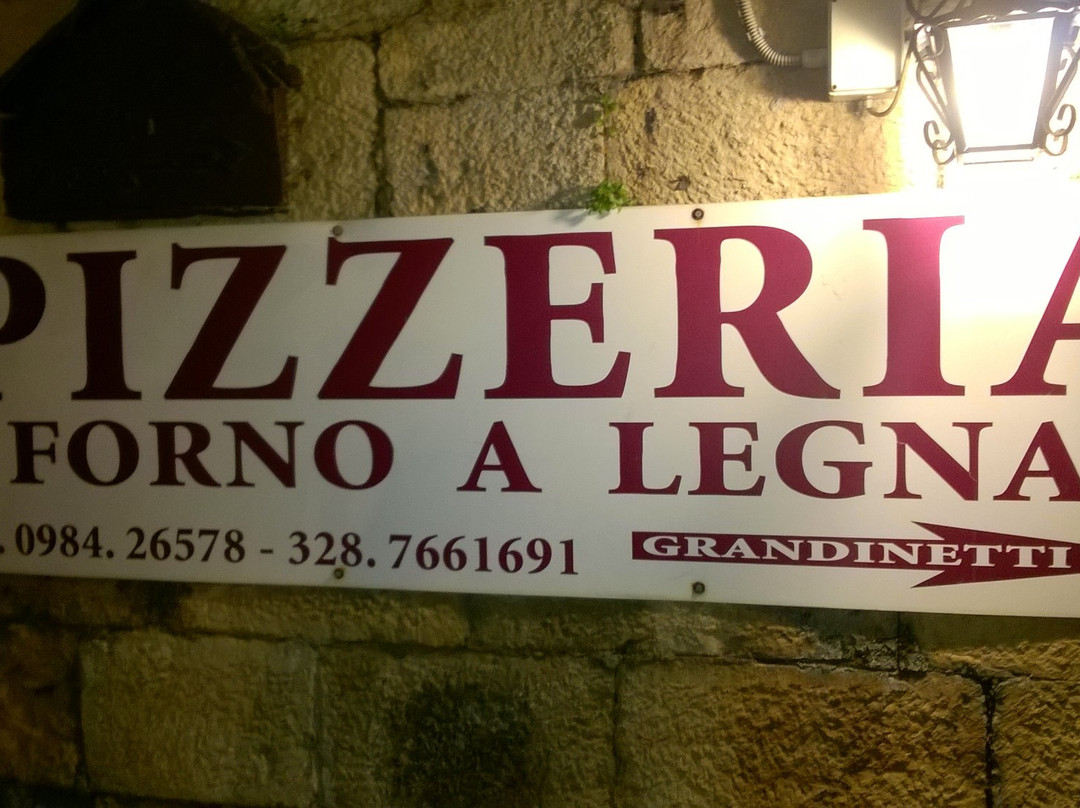 PIZZERIA
FORNO A LEGNA
. 0984. 26578 - 328. 7661691
GRANDINETTI